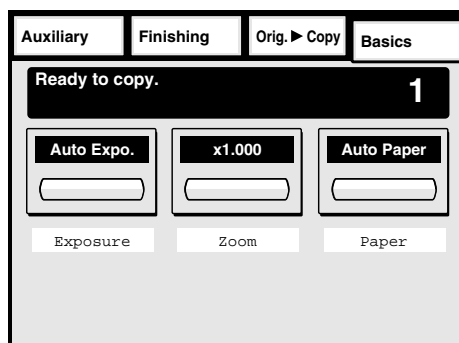 Auxiliary Finishing Orig.▶Copy Basics
Ready to copy. 1
Auto Expo. x1.000 Auto Paper
Exposure Zoom Paper